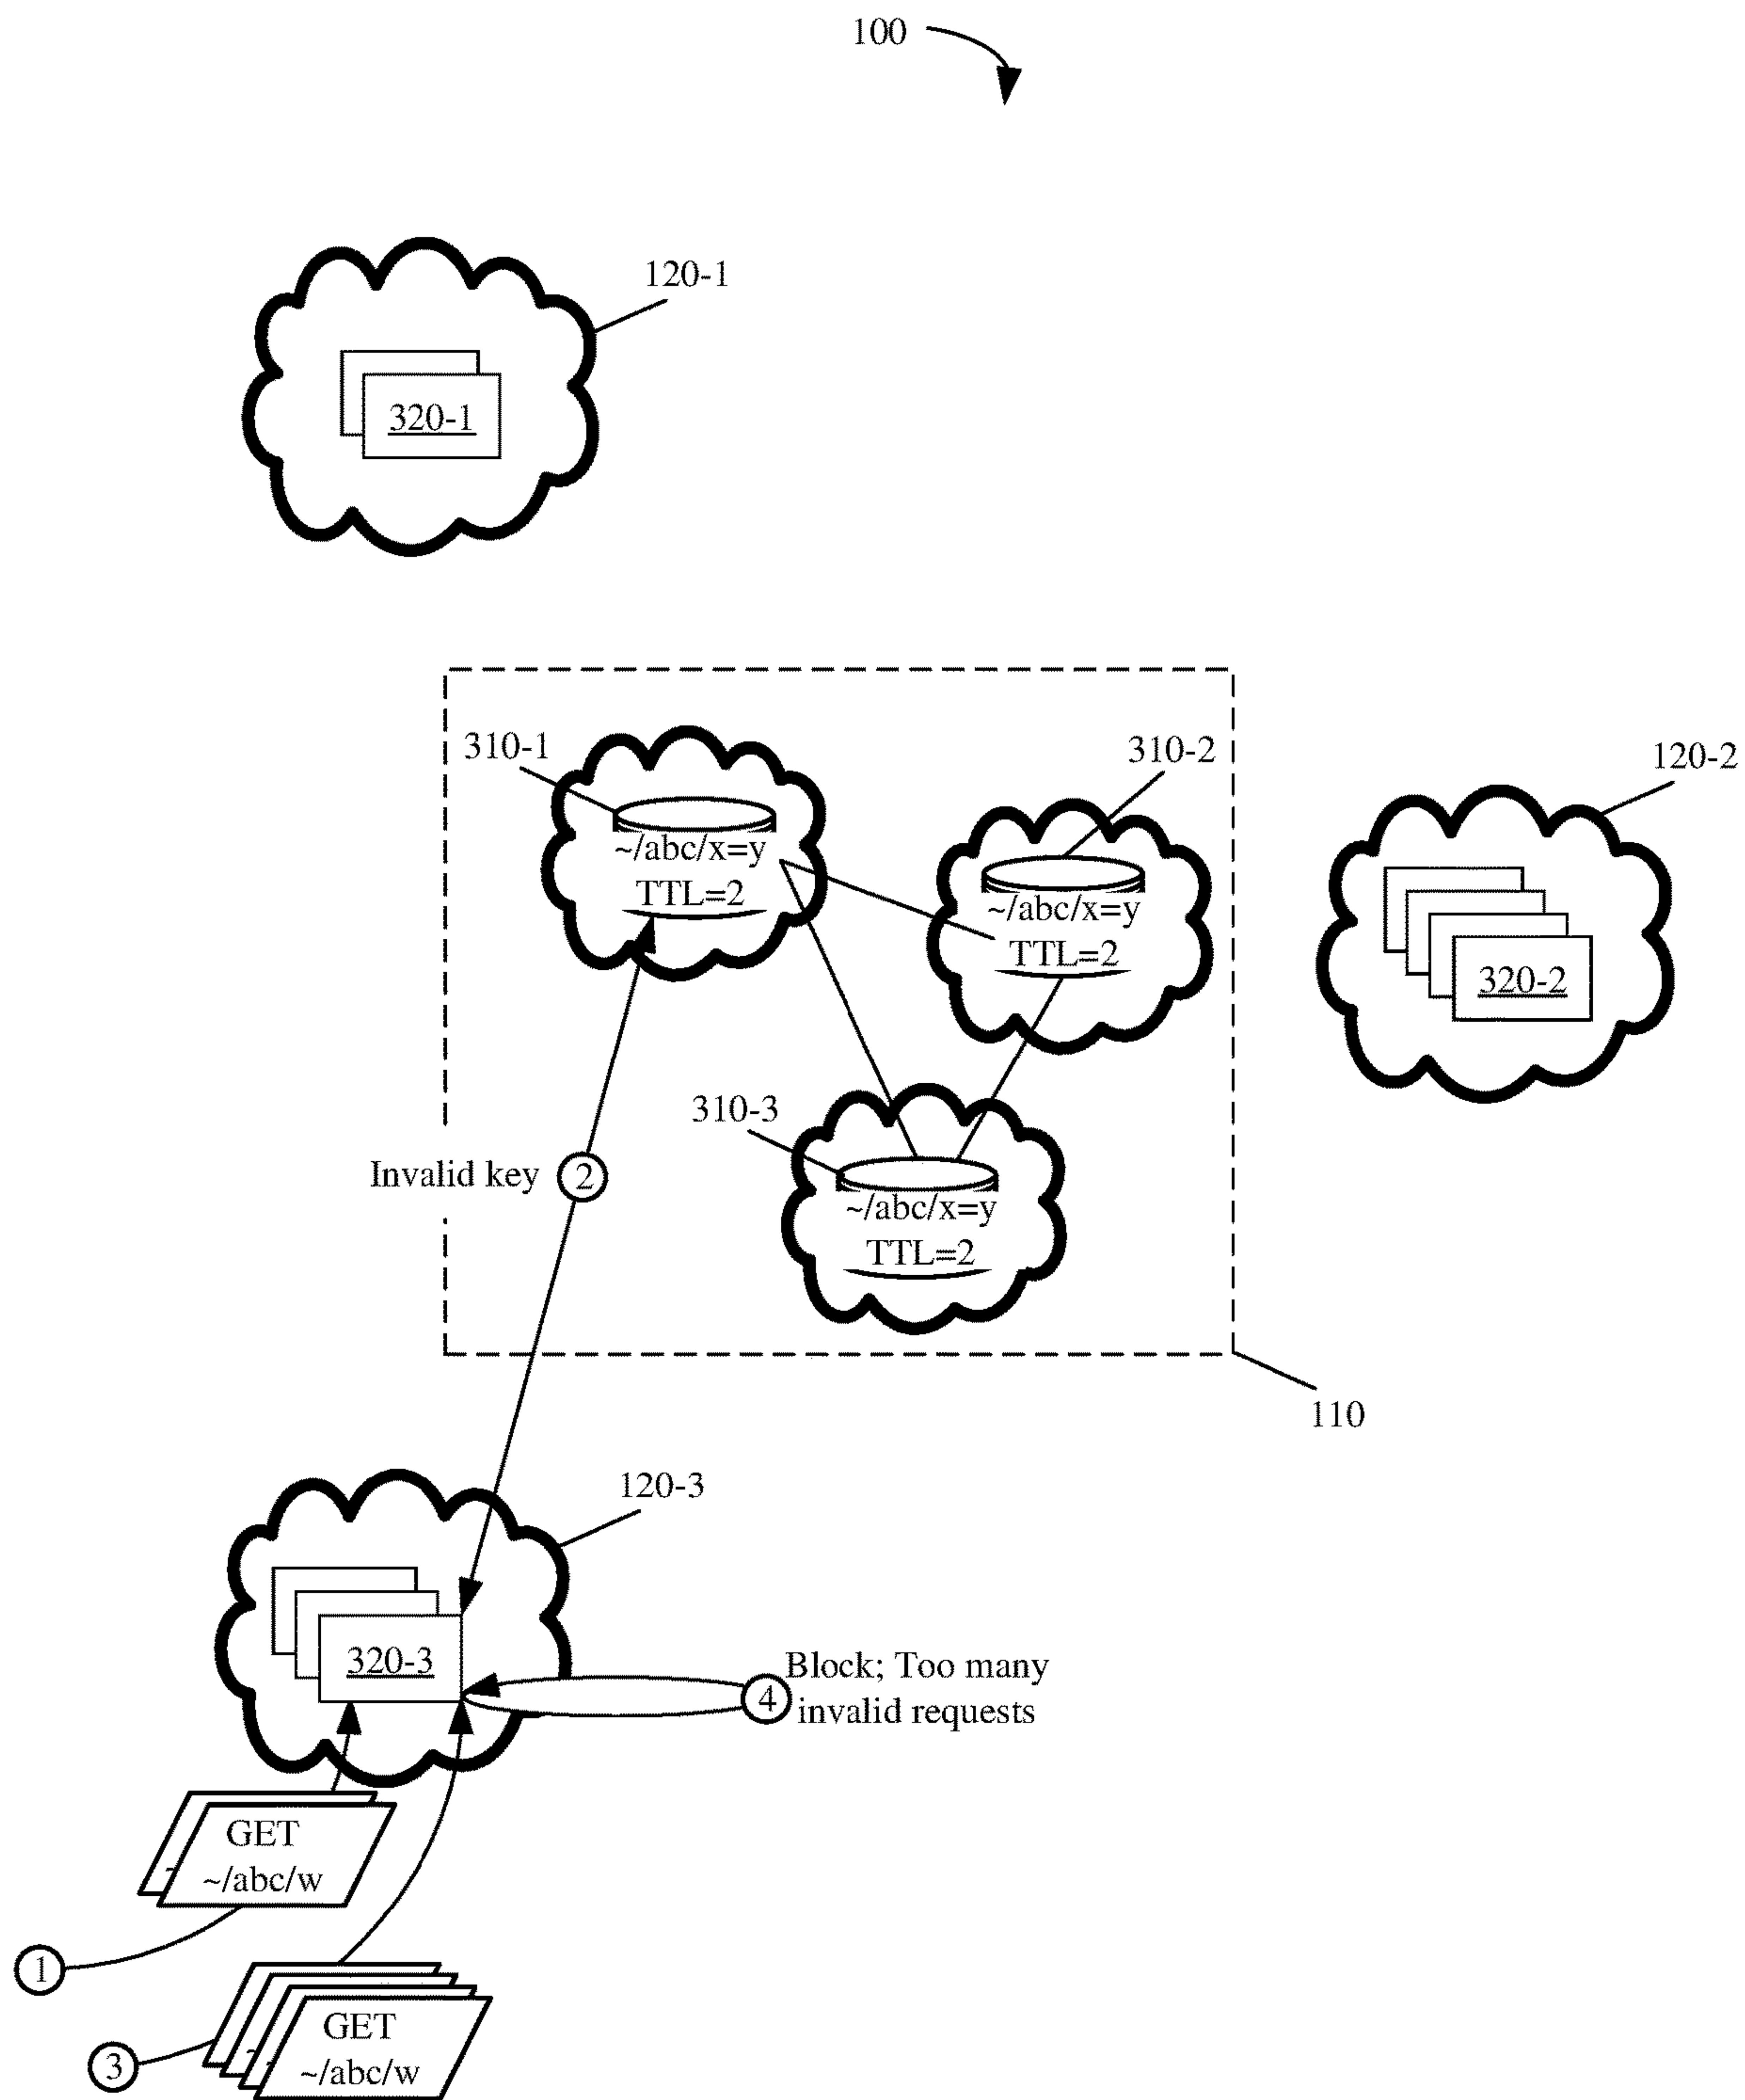 100
120-1
320-1
310-1
310-2
120-2
~/abc/x=y
TTL=2
~/abc/x=y
TTL=2
320-2
310-3
Invalid key
2
~/abc/x=y
TTL=2
110
120-3
320-3
Block; Too many
invalid requests
4
GET
~/abc/w
1
GET
~/abc/w
3